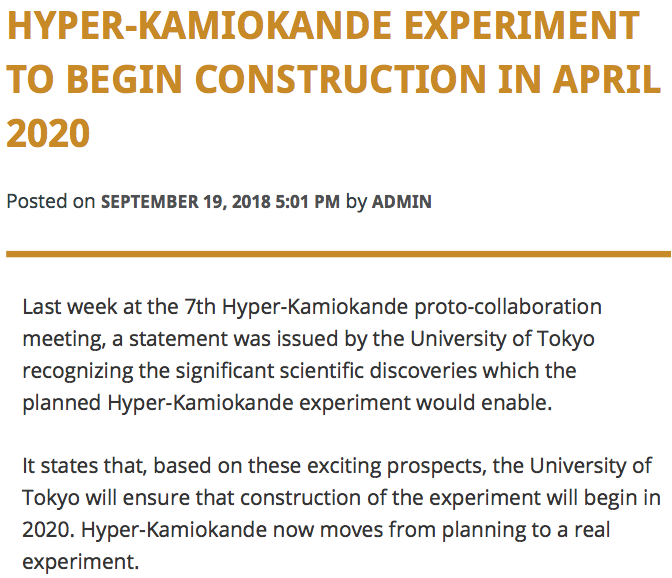 HYPER-KAMIOKANDE EXPERIMENT
TO BEGIN CONSTRUCTION IN APRIL
2020
Posted on SEPTEMBER 19, 2018 5:01 PM by ADMIN
Last week at the 7th Hyper-Kamiokande proto-collaboration
meeting, a statement was issued by the University of Tokyo
recognizing the significant scientific discoveries which the
planned Hyper-Kamiokande experiment would enable.
It states that, based on these exciting prospects, the University of
Tokyo will ensure that construction of the experiment will begin in
2020. Hyper-Kamiokande now moves from planning to a real
experiment.